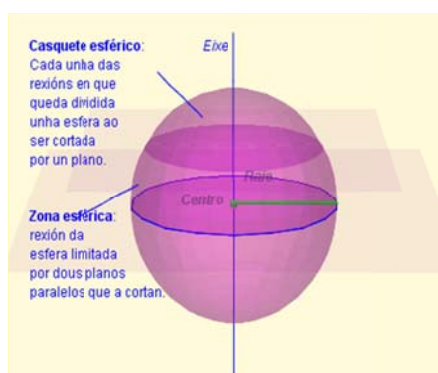 Casquete esférico:
Cada unha das
rexións en que
queda dividida
unha esfera ao
ser cortada
por un plano.
Eixe
Raio
Centro
Zona esférica:
rexión da
esfera limitada
por dous planos
paralelos que a cortan.